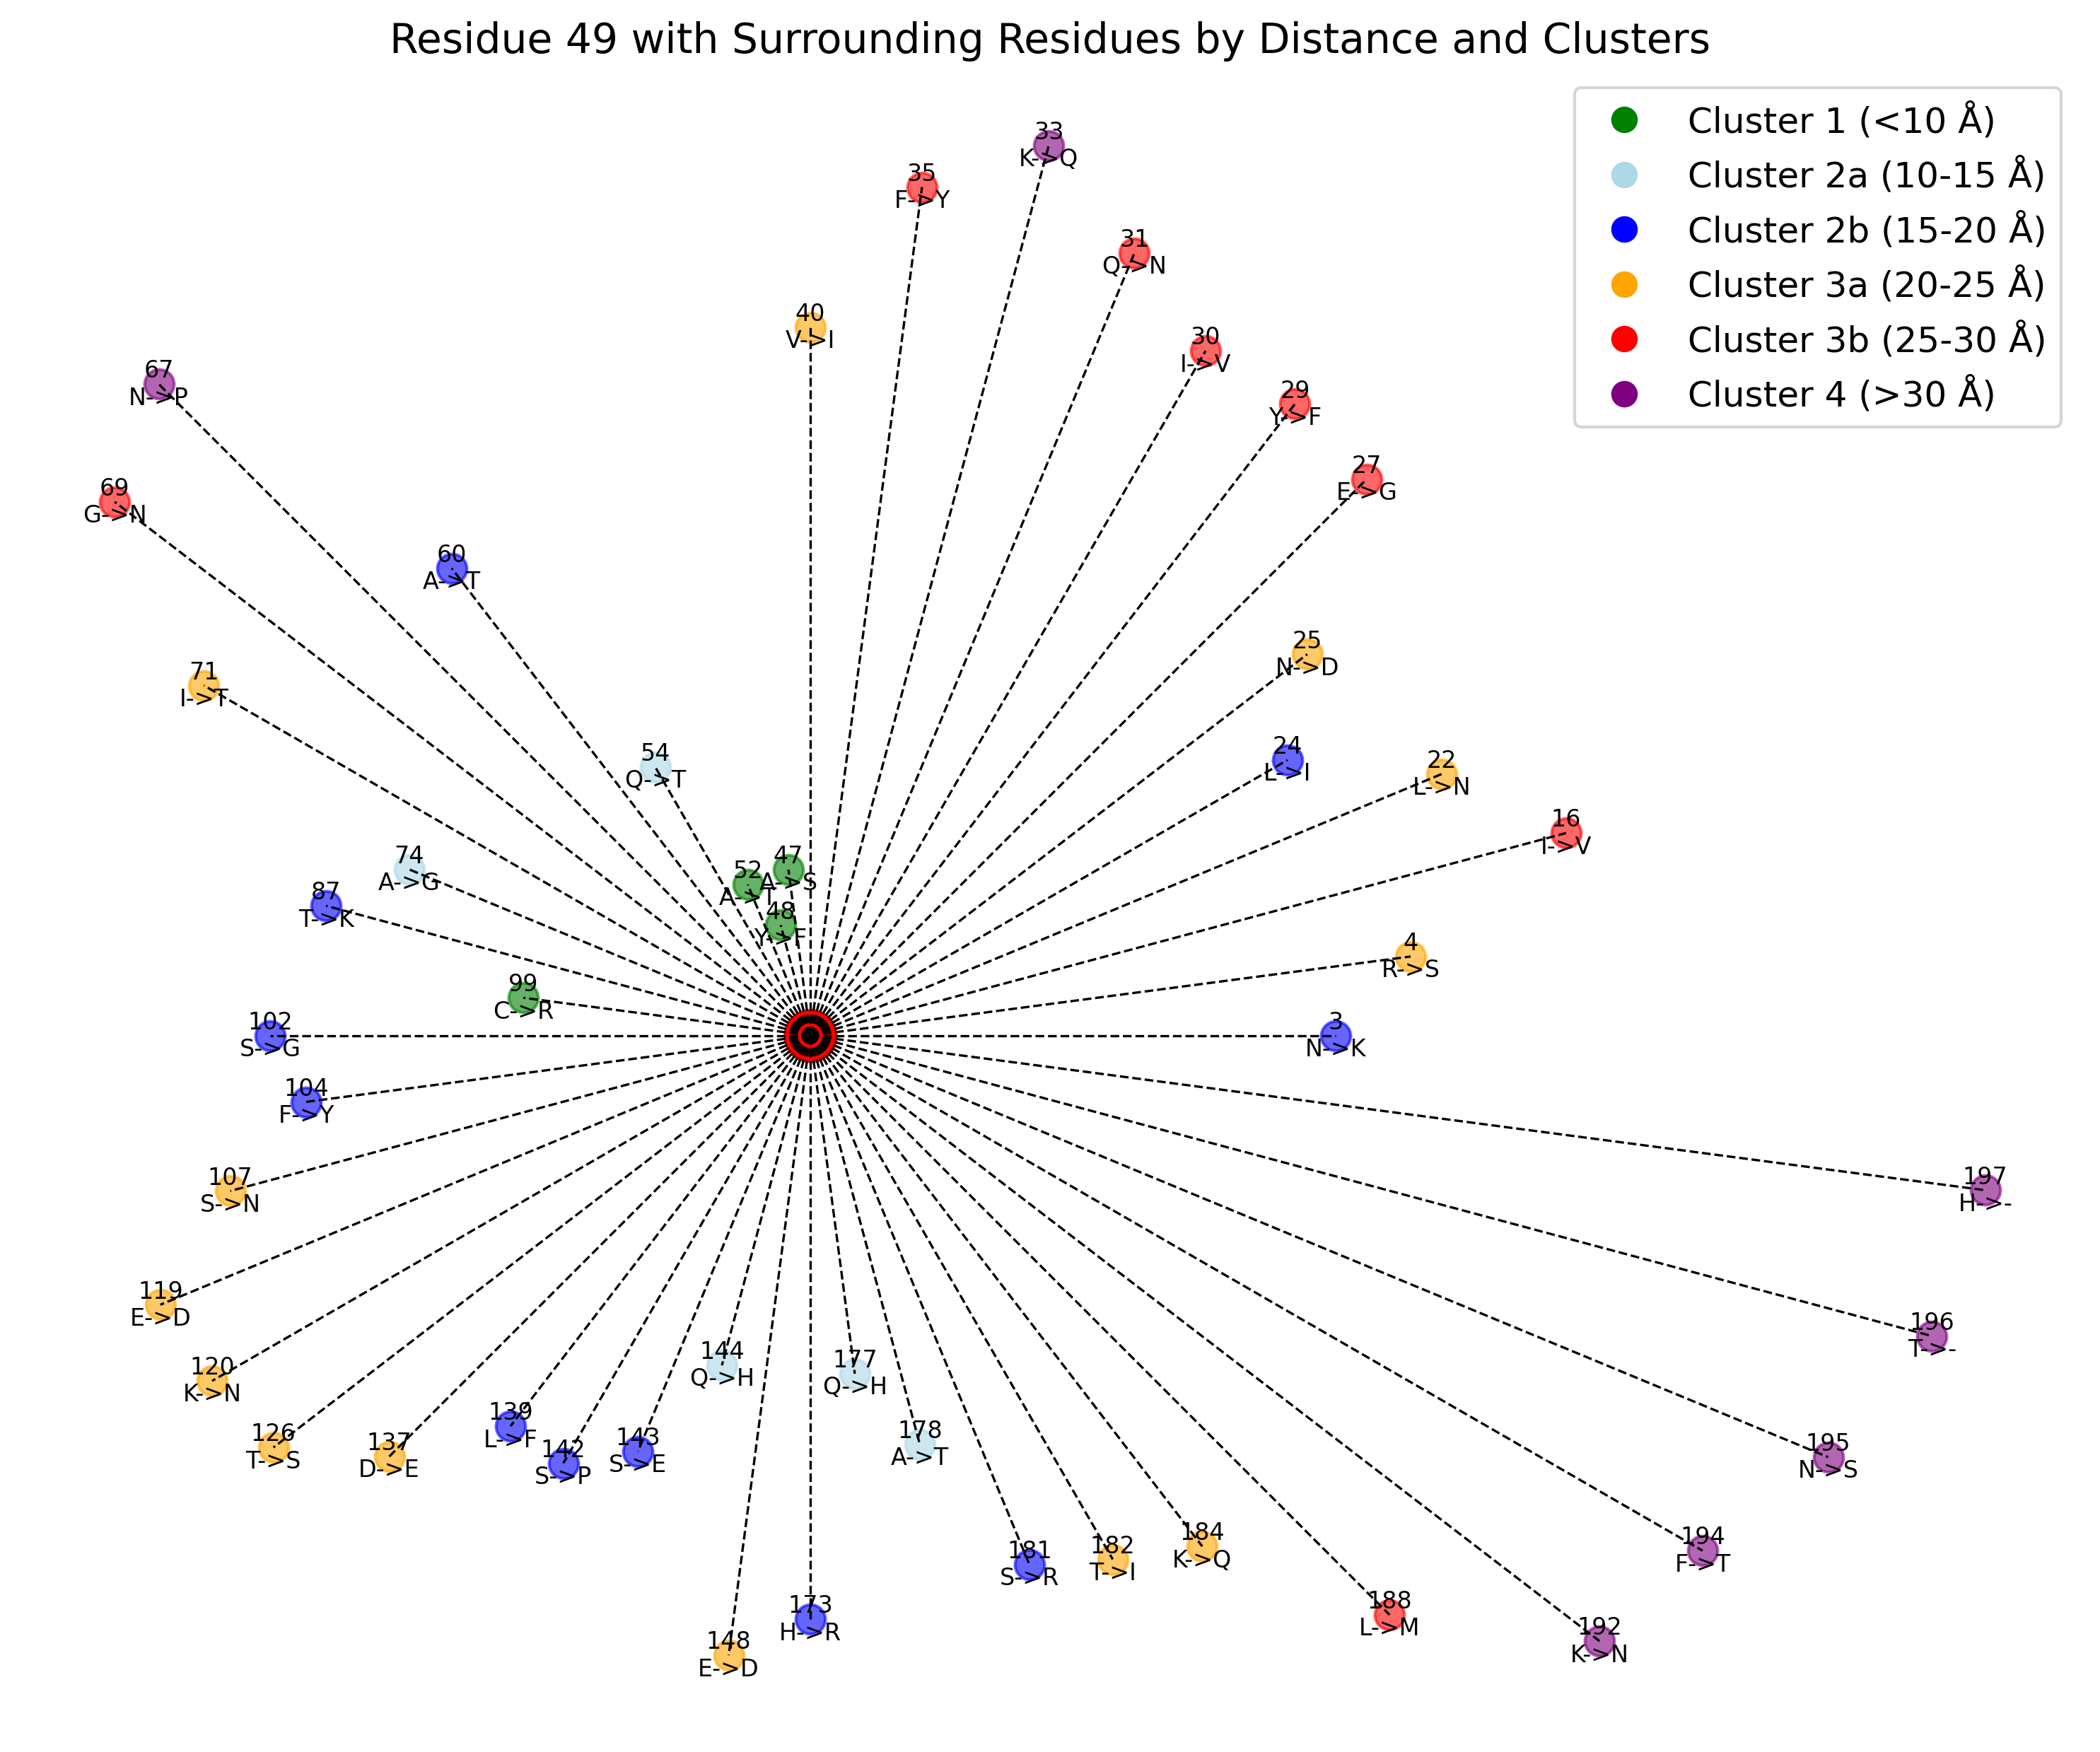 Residue 49 with Surrounding Residues by Distance and Clusters
Cluster 1 (<10 Å)
Cluster 2a (10-15 Å)
Cluster 2b (15-20 Å)
Cluster 3a (20-25 Å)
Cluster 3b (25-30 Å)
Cluster 4 (>30 Å)
33
K->Q
35
F->Y
31
Q->N
40
V->I
30
I->V
67
N->P
29
Y->F
27
E->G
69
G->N
60
A->T
25
N->D
71
I->T
24
L->I
54
Q->T
22
L->N
16
I->V
74
A->G
47
A->S
52
A->T
87
T->K
48
Y->F
4
R->S
99
C->R
102
S->G
3
N->K
104
F->Y
107
S->N
197
H->-
119
E->D
196
T->-
144
Q->H
177
Q->H
120
K->N
139
L->F
178
A->T
126
T->S
137
D->E
143
S->E
142
S->P
195
N->S
184
K->Q
194
F->T
182
T->I
181
S->R
188
L->M
173
H->R
192
K->N
148
E->D